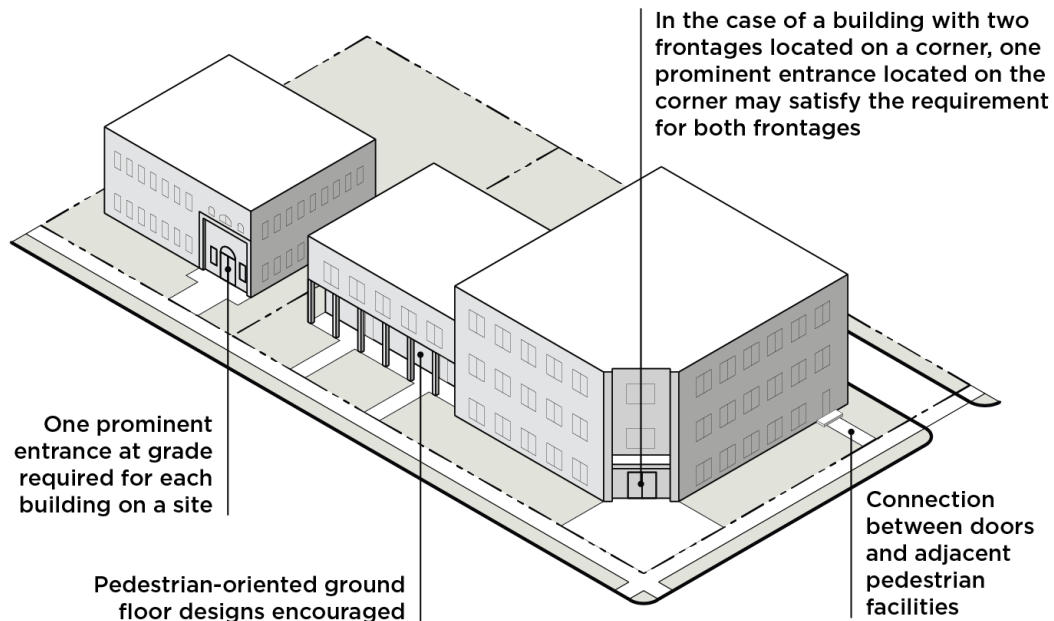 In the case of a building with two
frontages located on a corner, one
prominent entrance located on the
corner may satisfy the requirement
for both frontages
One prominent
entrance at grade
required for each
building on a site
Pedestrian-oriented ground
floor designs encouraged
Connection
between doors
and adjacent
pedestrian
facilities